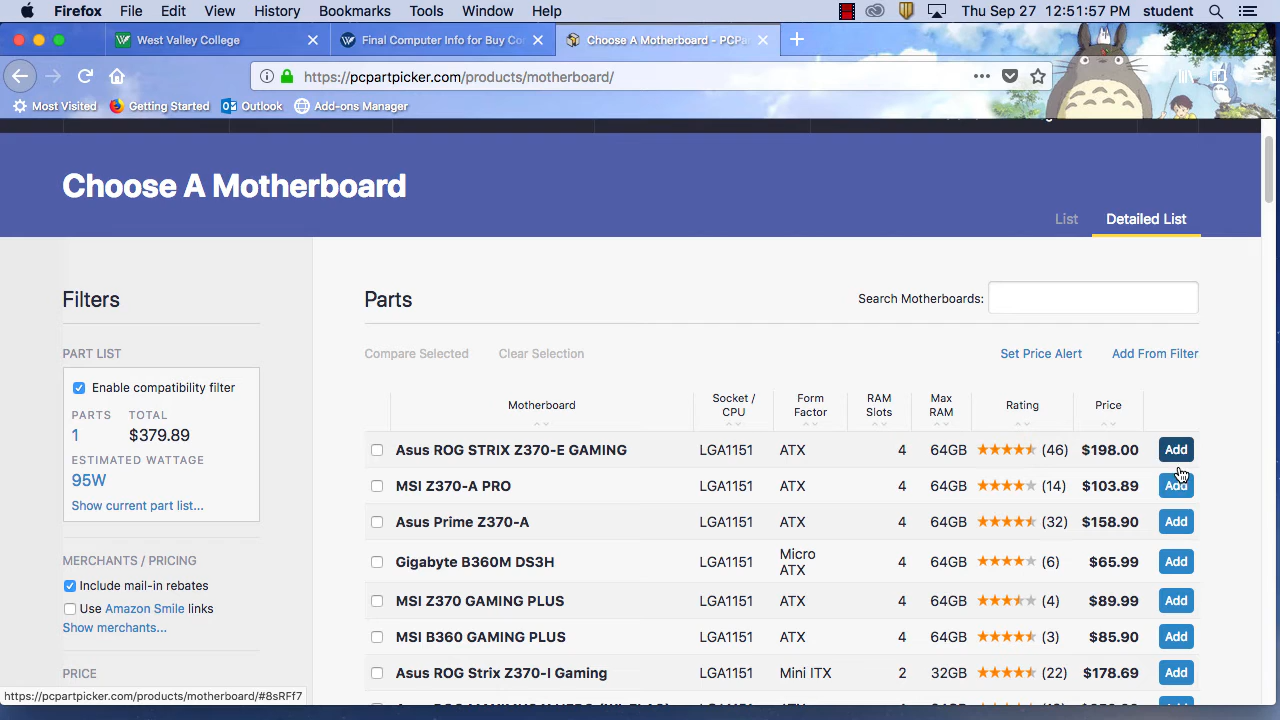 Firefox File Edit View History Bookmarks Tools Window Help Thu Sep 27 12:51:57 PM student
West Valley College Final Computer Info for Buy Co Choose A Motherboard - PCPa
https://pcpartpicker.com/products/motherboard/
Most Visited Getting Started Outlook Add-ons Manager
Choose A Motherboard
List Detailed List
Filters
Parts
Search Motherboards:
PART LIST
Compare Selected Clear Selection Set Price Alert Add From Filter
Enable compatibility filter
PARTS TOTAL
1 $379.89
ESTIMATED WATTAGE
95W
Show current part list...
MERCHANTS / PRICING
Include mail-in rebates
Use Amazon Smile links
Show merchants...
PRICE
Motherboard Socket / CPU Form Factor RAM Slots Max RAM Rating Price
Asus ROG STRIX Z370-E GAMING LGA1151 ATX 4 64GB (46) $198.00 Add
MSI Z370-A PRO LGA1151 ATX 4 64GB (14) $103.89 Add
Asus Prime Z370-A LGA1151 ATX 4 64GB (32) $158.90 Add
Gigabyte B360M DS3H LGA1151 Micro ATX 4 64GB (6) $65.99 Add
MSI Z370 GAMING PLUS LGA1151 ATX 4 64GB (4) $89.99 Add
MSI B360 GAMING PLUS LGA1151 ATX 4 64GB (3) $85.90 Add
Asus ROG Strix Z370-I Gaming LGA1151 Mini ITX 2 32GB (22) $178.69 Add
https://pcpartpicker.com/products/motherboard/#8sRFf7